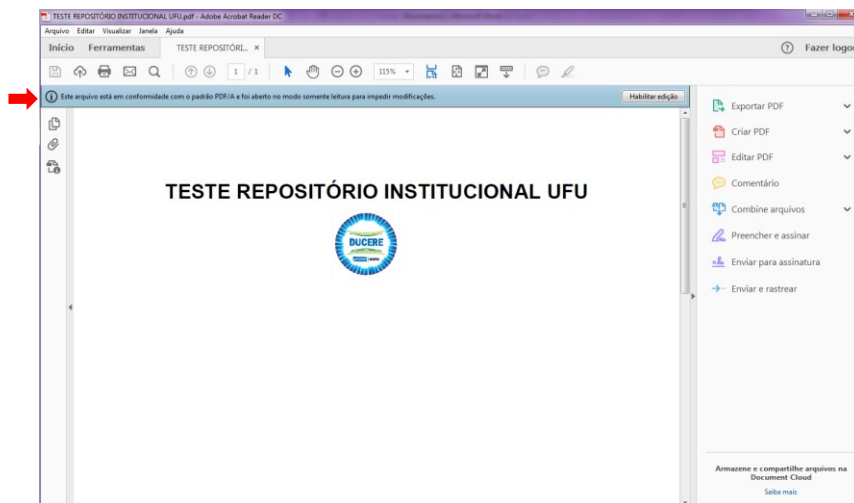 TESTE REPOSITÓRIO INSTITUCIONAL UFU.pdf - Adobe Acrobat Reader DC
Arquivo Editar Visualizar Janela Ajuda
Início Ferramentas TESTE REPOSITÓRI... × Fazer logon
1 / 1 115%
Este arquivo está em conformidade com o padrão PDF/A e foi aberto no modo somente leitura para impedir modificações. Habilitar edição
Exportar PDF
Criar PDF
Editar PDF
Comentário
Combine arquivos
Preencher e assinar
Enviar para assinatura
Enviar e rastrear
TESTE REPOSITÓRIO INSTITUCIONAL UFU
DUCERE
Armazene e compartilhe arquivos na
Document Cloud
Saiba mais